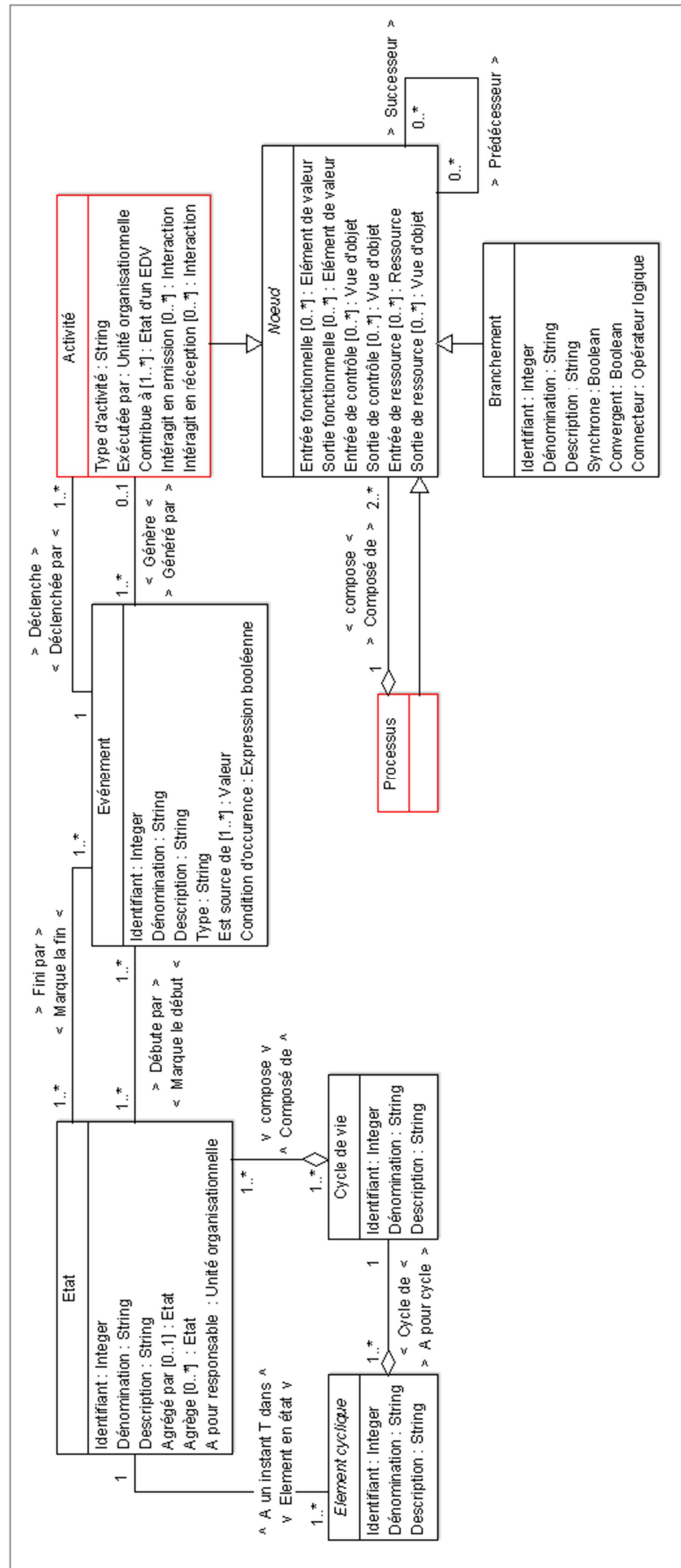 Etat
Identifiant : Integer
Dénomination : String
Description : String
Agrégé par [0..1] : Etat
Agrège [0..*] : Etat
A pour responsable : Unité organisationnelle
> Fini par >
< Marque la fin <
1..*
1..*
> Débute par >
< Marque le début <
1..*
1..*
Evénement
Identifiant : Integer
Dénomination : String
Description : String
Type : String
Est source de [1..*] : Valeur
Condition d'occurence : Expression booléenne
> Déclenche >
< Déclenchée par <
1
1..*
< Génère <
> Généré par >
1..*
0..1
Activité
Type d'activité : String
Exécutée par : Unité organisationnelle
Contribue à [1..*] : Etat d'un EDV
Intéragit en emission [0..*] : Interaction
Intéragit en réception [0..*] : Interaction
^ A un instant T dans ^
v Element en état v
1
1..*
v compose v
^ Composé de ^
1..*
1..*
Element cyclique
Identifiant : Integer
Dénomination : String
Description : String
< Cycle de <
> A pour cycle >
1..*
1
Cycle de vie
Identifiant : Integer
Dénomination : String
Description : String
Processus
< compose <
> Composé de >
1
2..*
Noeud
Entrée fonctionnelle [0..*] : Elément de valeur
Sortie fonctionnnelle [0..*] : Elément de valeur
Entrée de contrôle [0..*] : Vue d'objet
Sortie de contrôle [0..*] : Vue d'objet
Entrée de ressource [0..*] : Ressource
Sortie de ressource [0..*] : Vue d'objet
> Successeur >
0..*
0..*
> Prédécesseur >
Branchement
Identifiant : Integer
Dénomination : String
Description : String
Synchrone : Boolean
Convergent : Boolean
Connecteur : Opérateur logique